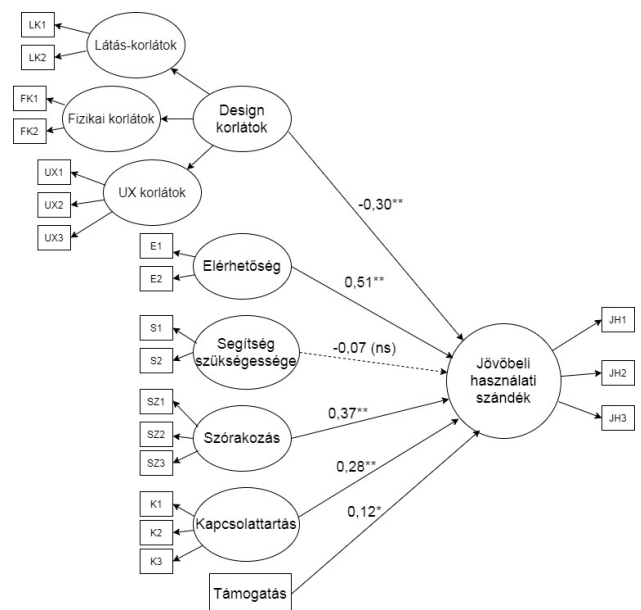 LK1
LK2
Látás-korlátok
FK1
FK2
Fizikai korlátok
Design
korlátok
UX1
UX2
UX3
UX korlátok
-0,30**
E1
E2
Elérhetőség
0,51**
S1
S2
Segítség
szükségessége
-0,07 (ns)
Jövőbeli
használati
szándék
JH1
JH2
JH3
SZ1
SZ2
SZ3
Szórakozás
0,37**
K1
K2
K3
Kapcsolattartás
0,28**
Támogatás
0,12*